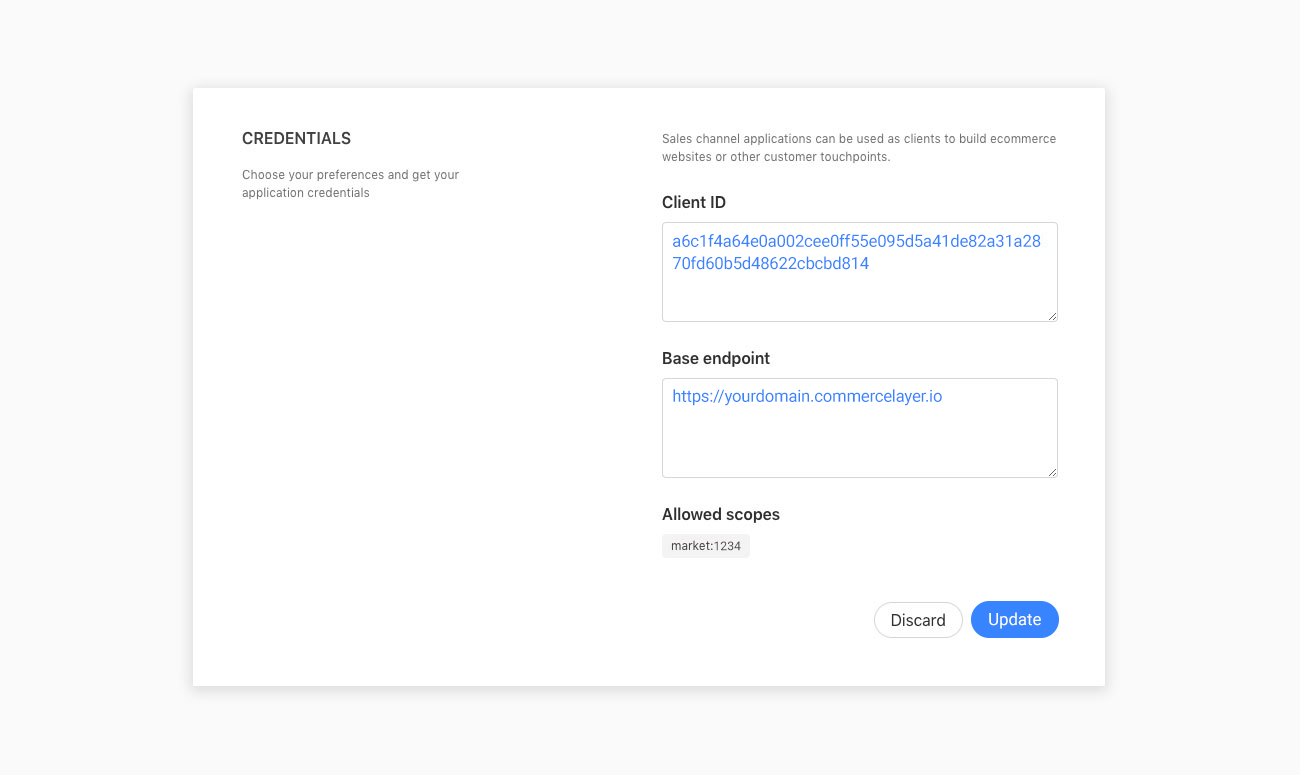 CREDENTIALS
Choose your preferences and get your
application credentials
Sales channel applications can be used as clients to build ecommerce
websites or other customer touchpoints.
Client ID
a6c1f4a64e0a002cee0ff55e095d5a41de82a31a28
70fd60b5d48622cbcbd814
Base endpoint
https://yourdomain.commercelayer.io
Allowed scopes
market:1234
Discard
Update